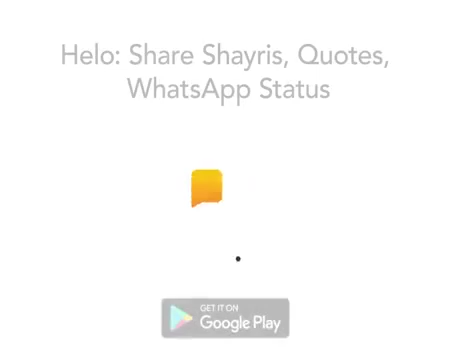 Helo: Share Shayris, Quotes,
WhatsApp Status
GET IT ON
Google Play